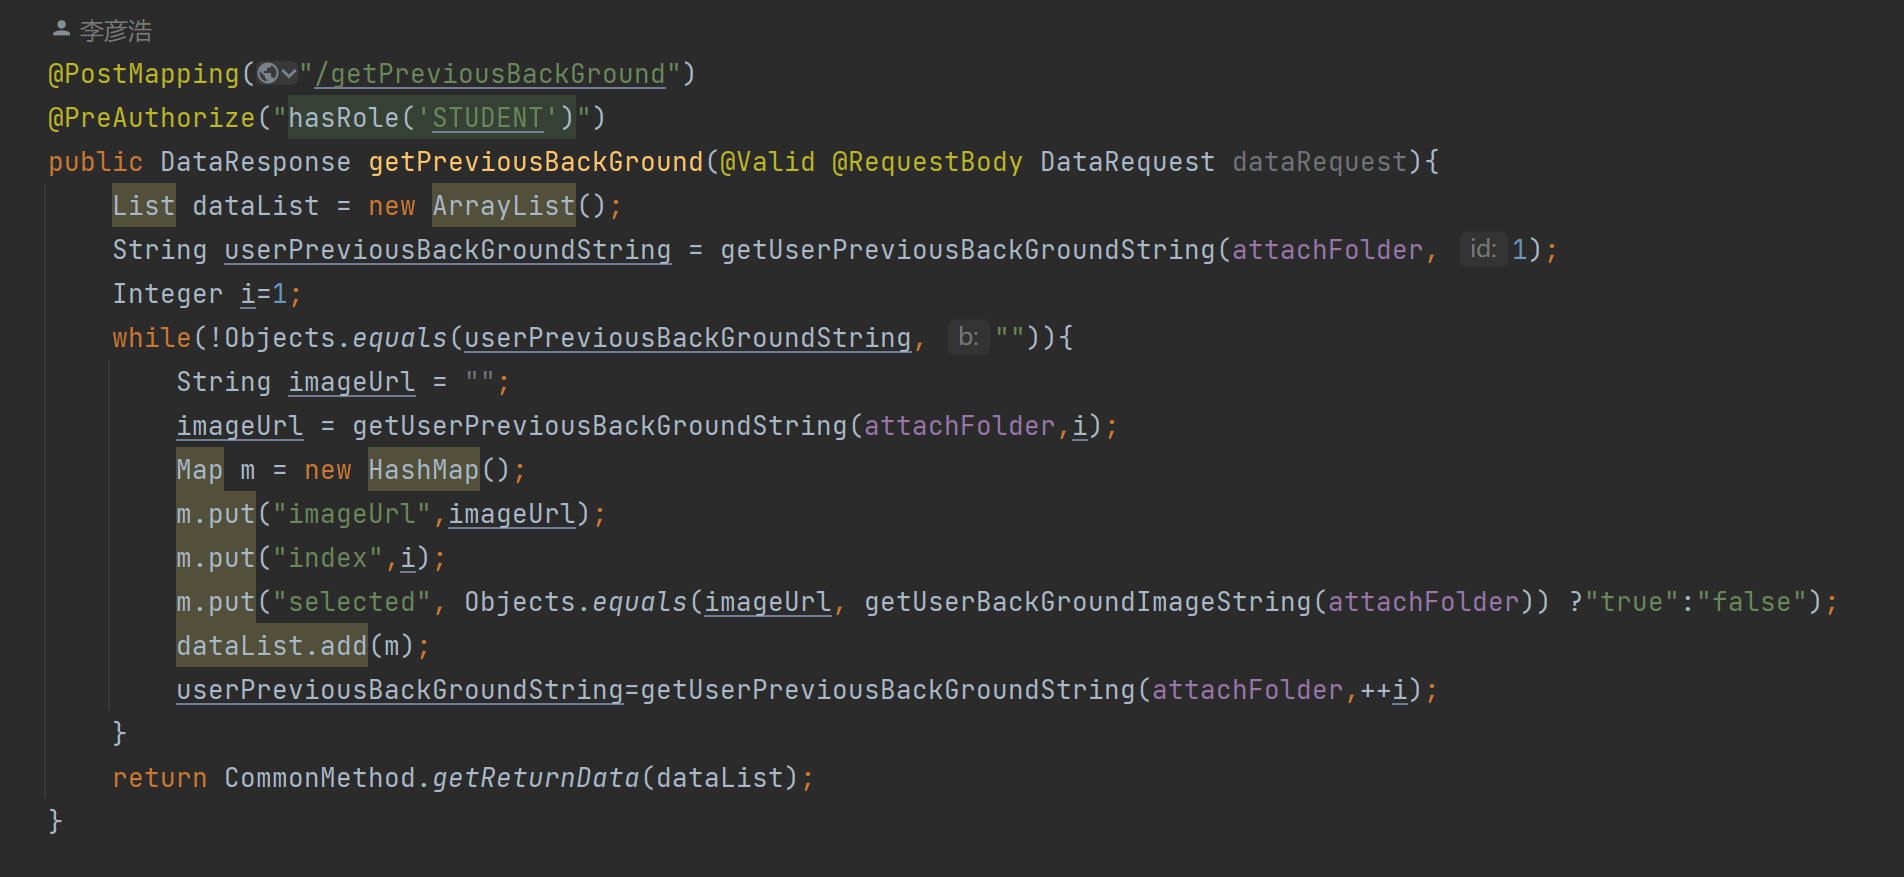 李彦浩
@PostMapping("/getPreviousBackGround")
@PreAuthorize("hasRole('STUDENT')")
public DataResponse getPreviousBackGround(@Valid @RequestBody DataRequest dataRequest){
    List dataList = new ArrayList();
    String userPreviousBackGroundString = getUserPreviousBackGroundString(attachFolder, id: 1);
    Integer i=1;
    while(!Objects.equals(userPreviousBackGroundString, b: "")){
        String imageUrl = "";
        imageUrl = getUserPreviousBackGroundString(attachFolder,i);
        Map m = new HashMap();
        m.put("imageUrl",imageUrl);
        m.put("index",i);
        m.put("selected", Objects.equals(imageUrl, getUserBackGroundImageString(attachFolder)) ?"true":"false");
        dataList.add(m);
        userPreviousBackGroundString=getUserPreviousBackGroundString(attachFolder,++i);
    }
    return CommonMethod.getReturnData(dataList);
}